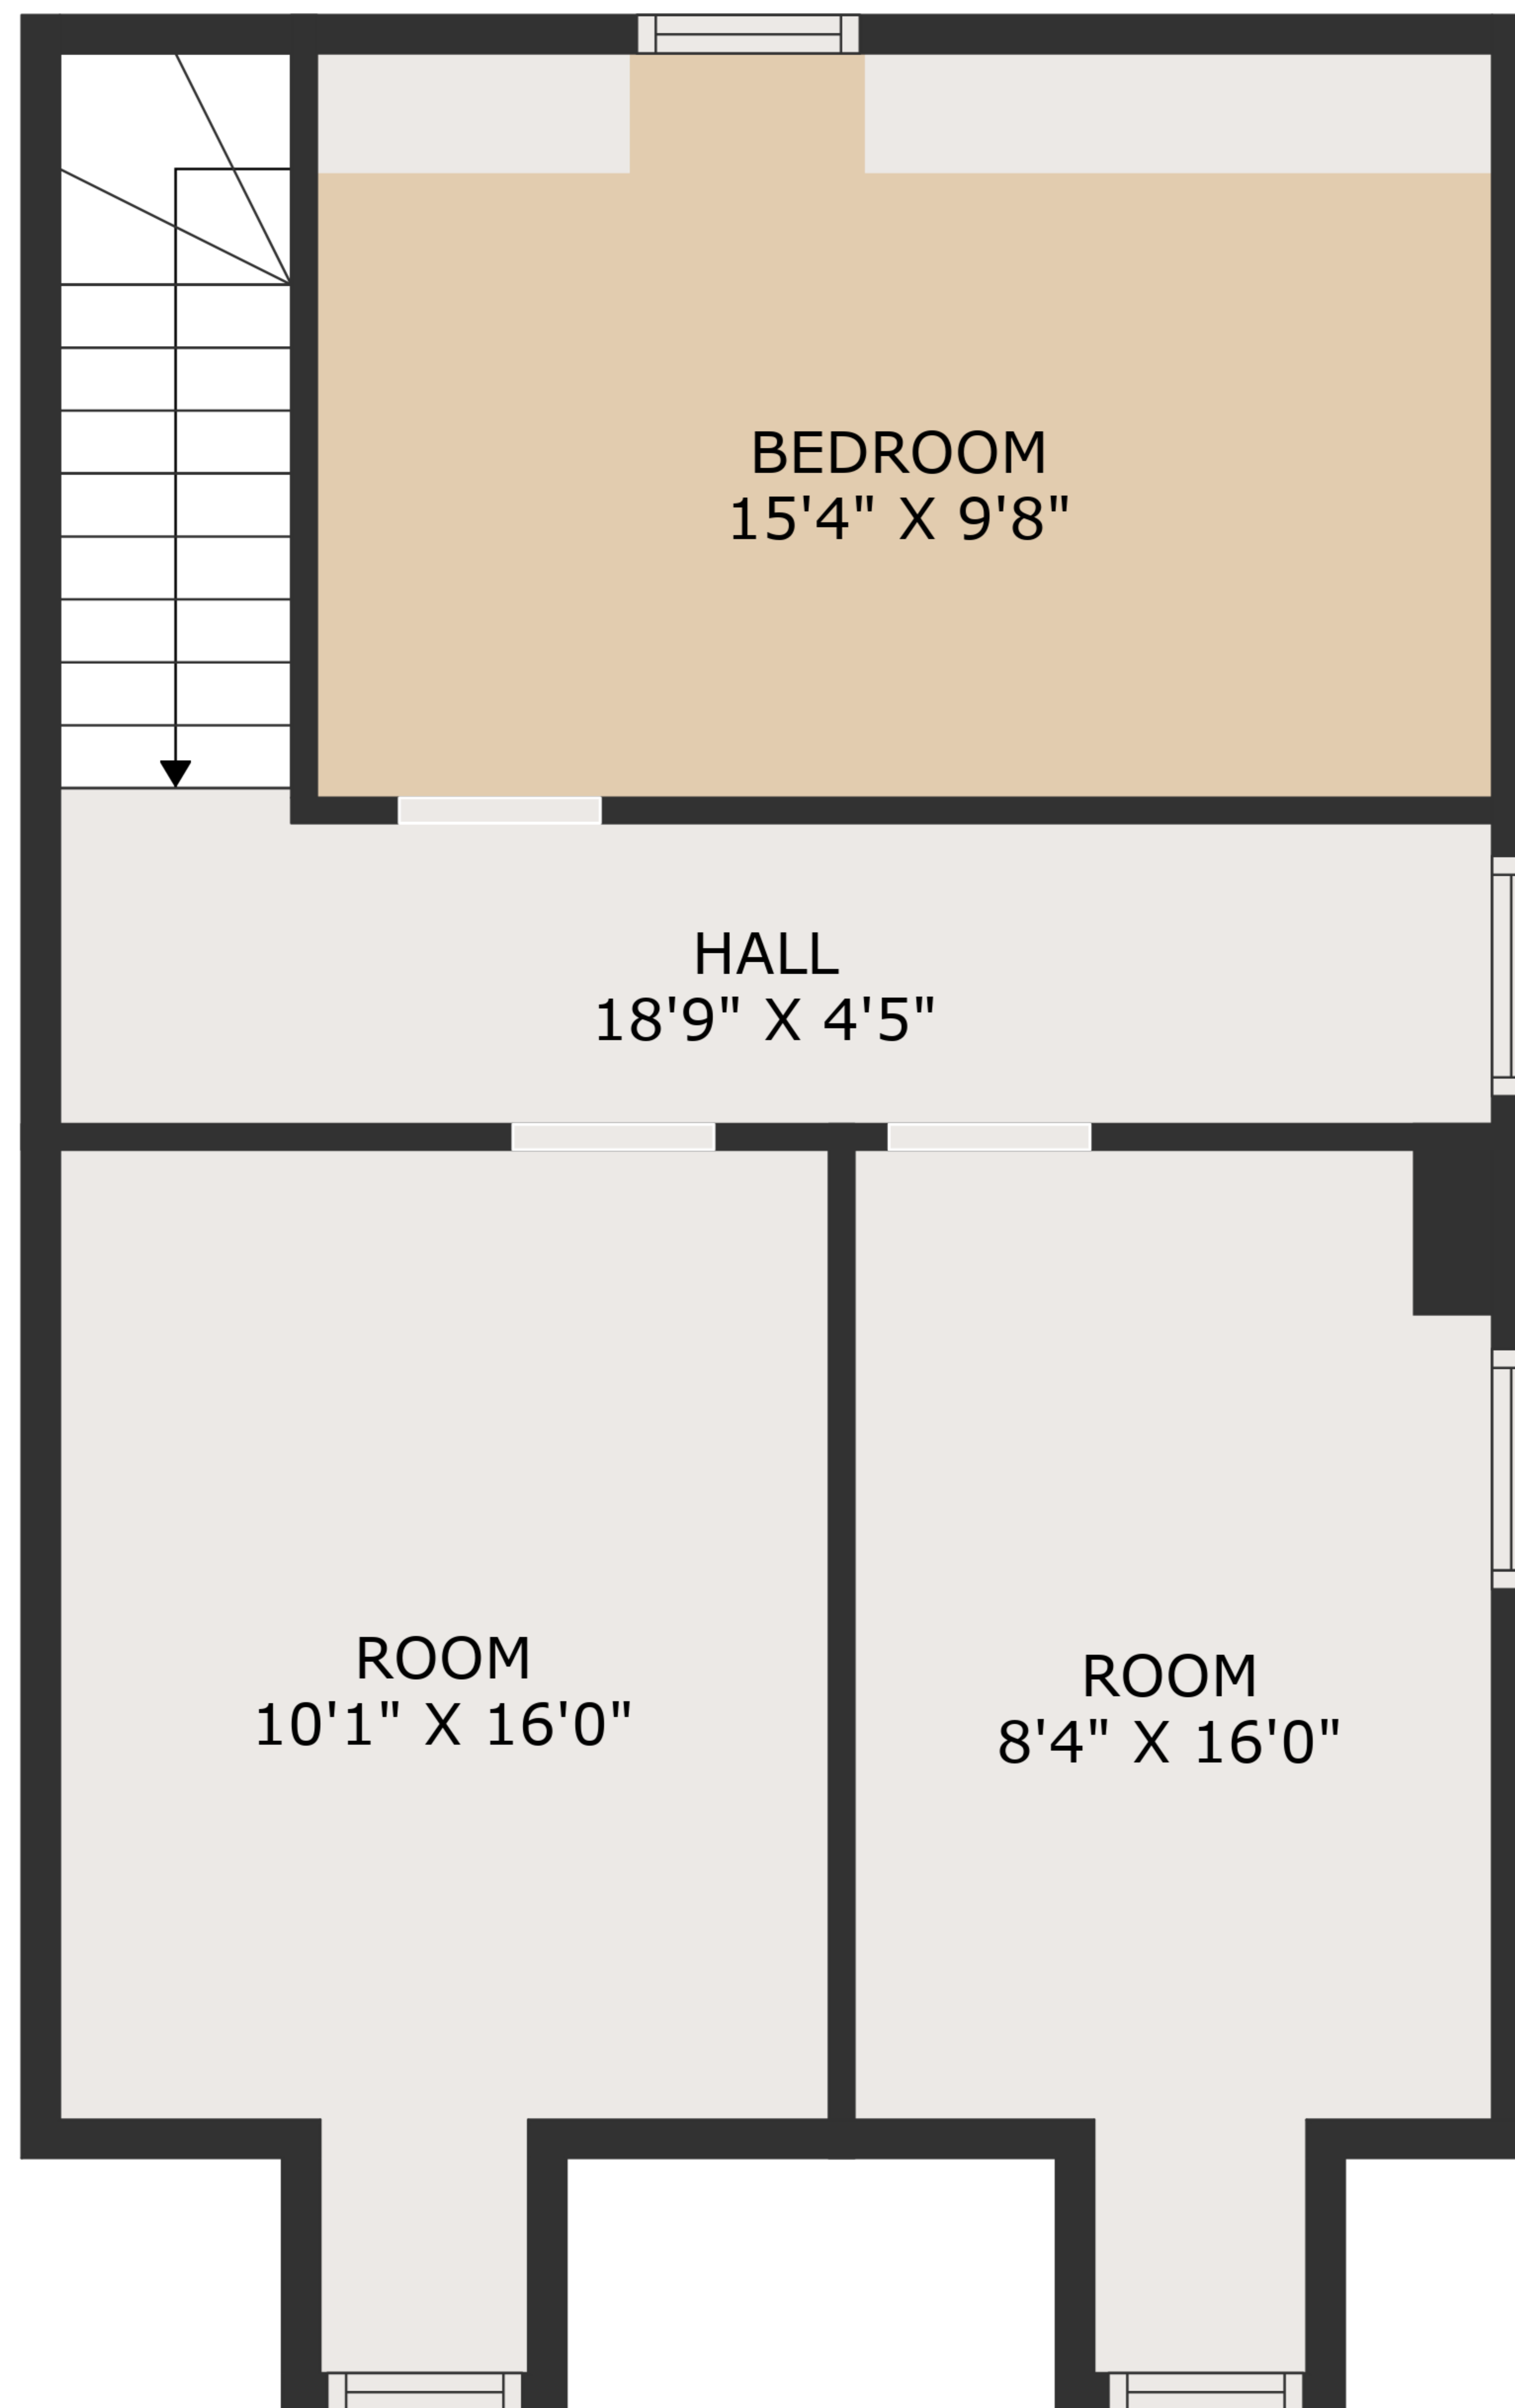 BEDROOM
15'4" X 9'8"
HALL
18'9" X 4'5"
ROOM
10'1" X 16'0"
ROOM
8'4" X 16'0"